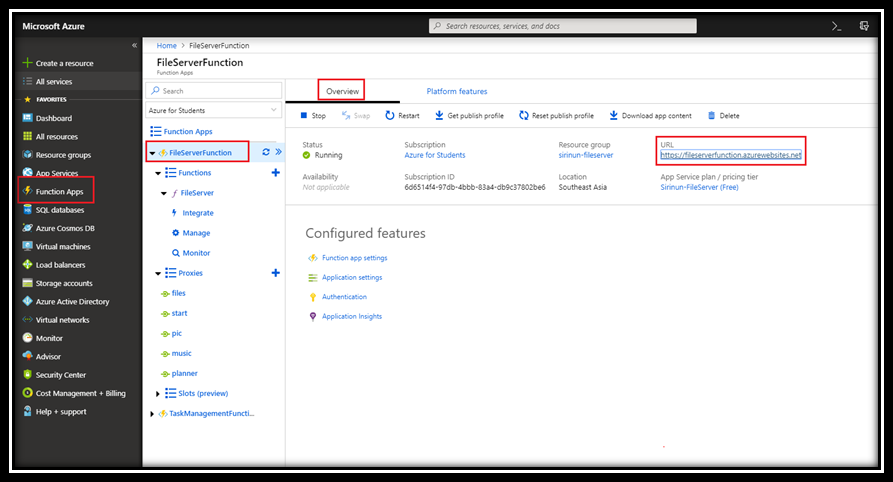 Microsoft Azure
Search resources, services, and docs
Create a resource
All services
FAVORITES
Dashboard
All resources
Resource groups
App Services
Function Apps
SQL databases
Azure Cosmos DB
Virtual machines
Load balancers
Storage accounts
Azure Active Directory
Virtual networks
Monitor
Advisor
Security Center
Cost Management + Billing
Help + support
Home > FileServerFunction
FileServerFunction
Function Apps
Search
Azure for Students
Function Apps
FileServerFunction
Functions
FileServer
Integrate
Manage
Monitor
Proxies
files
start
pic
music
planner
Slots (preview)
TaskManagementFuncti...
Overview
Platform features
Stop
Swap
Restart
Get publish profile
Reset publish profile
Download app content
Delete
Status
Running
Subscription
Azure for Students
Resource group
sirinun-fileserver
URL
https://fileserverfunction.azurewebsites.net
Availability
Not applicable
Subscription ID
6d6514f4-97db-4bbb-83a4-db9c37802be6
Location
Southeast Asia
App Service plan / pricing tier
Sirinun-FileServer (Free)
Configured features
Function app settings
Application settings
Authentication
Application Insights